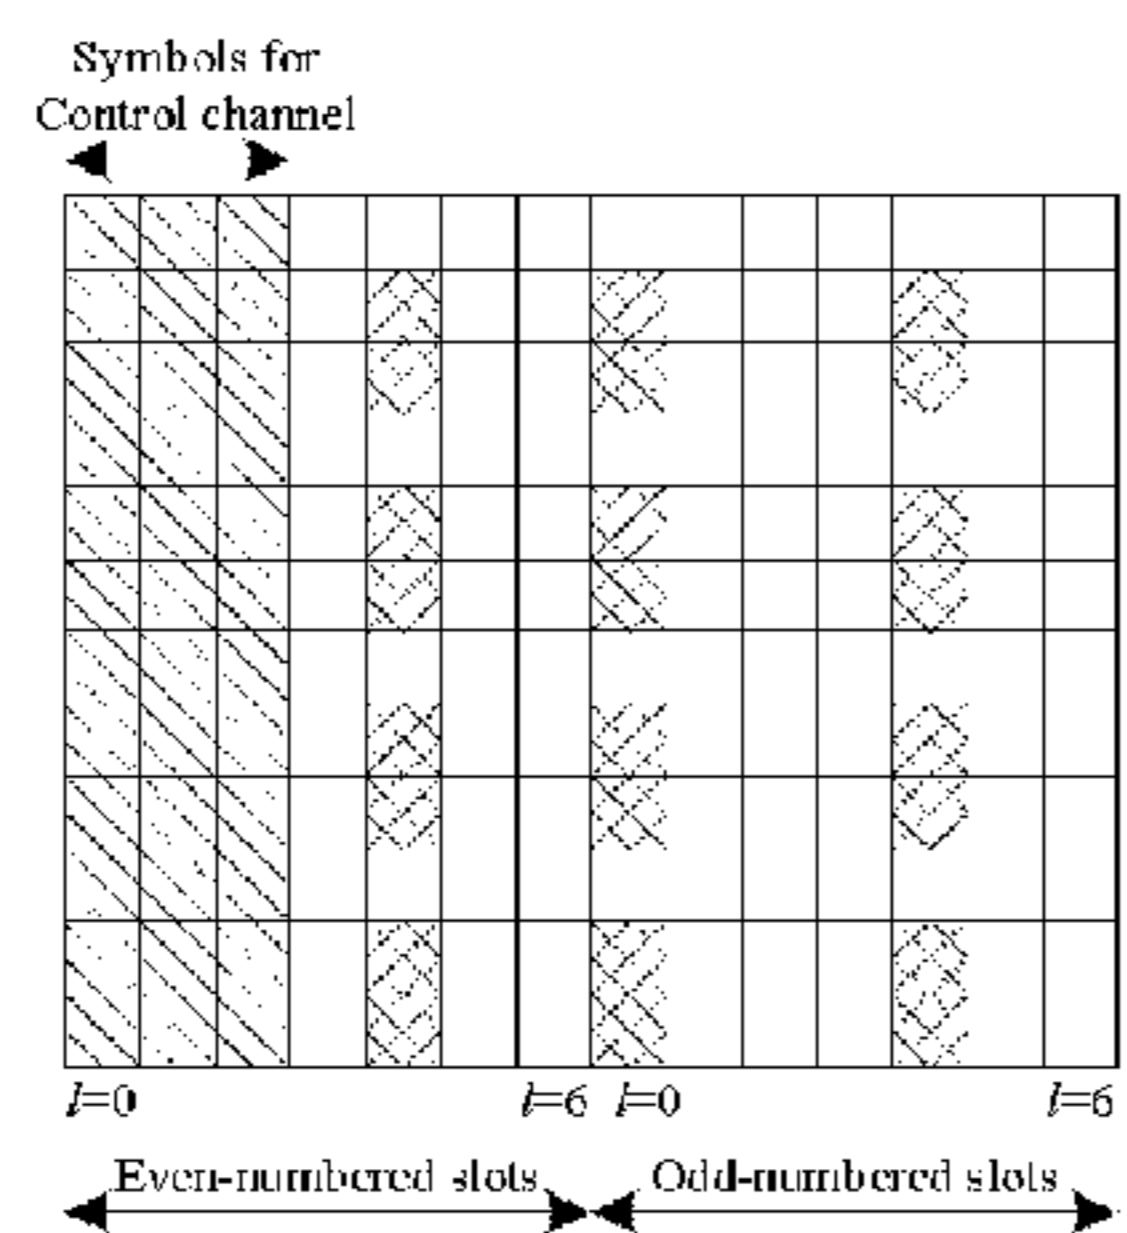 Symbols for
Control channel
l=0
l=6
l=0
l=6
Even-numbered slots
Odd-numbered slots